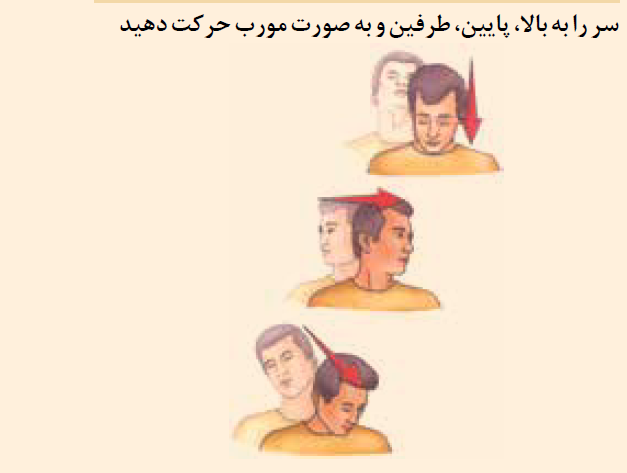 سر را به بالا، پایین، طرفین و به صورت مورب حرکت دهید